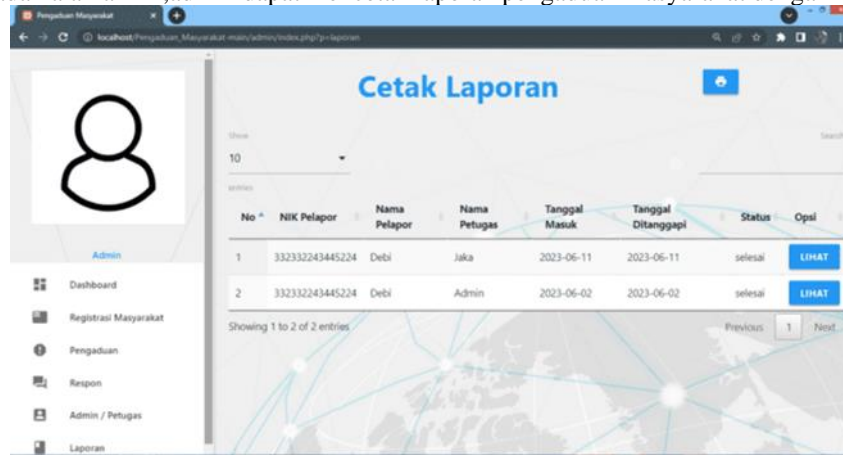 Pengaduan Masyarakat
localhost/Pengaduan_Masyarakat-main/admin/index.php?p=laporan
Cetak Laporan
Show
Search
10
entries
No NIK Pelapor Nama Pelapor Nama Petugas Tanggal Masuk Tanggal Ditanggapi Status Opsi
1 332332243445224 Debi Jaka 2023-06-11 2023-06-11 selesai LIHAT
2 332332243445224 Debi Admin 2023-06-02 2023-06-02 selesai LIHAT
Showing 1 to 2 of 2 entries
Previous 1 Next
Admin
Dashboard
Registrasi Masyarakat
Pengaduan
Respon
Admin / Petugas
Laporan